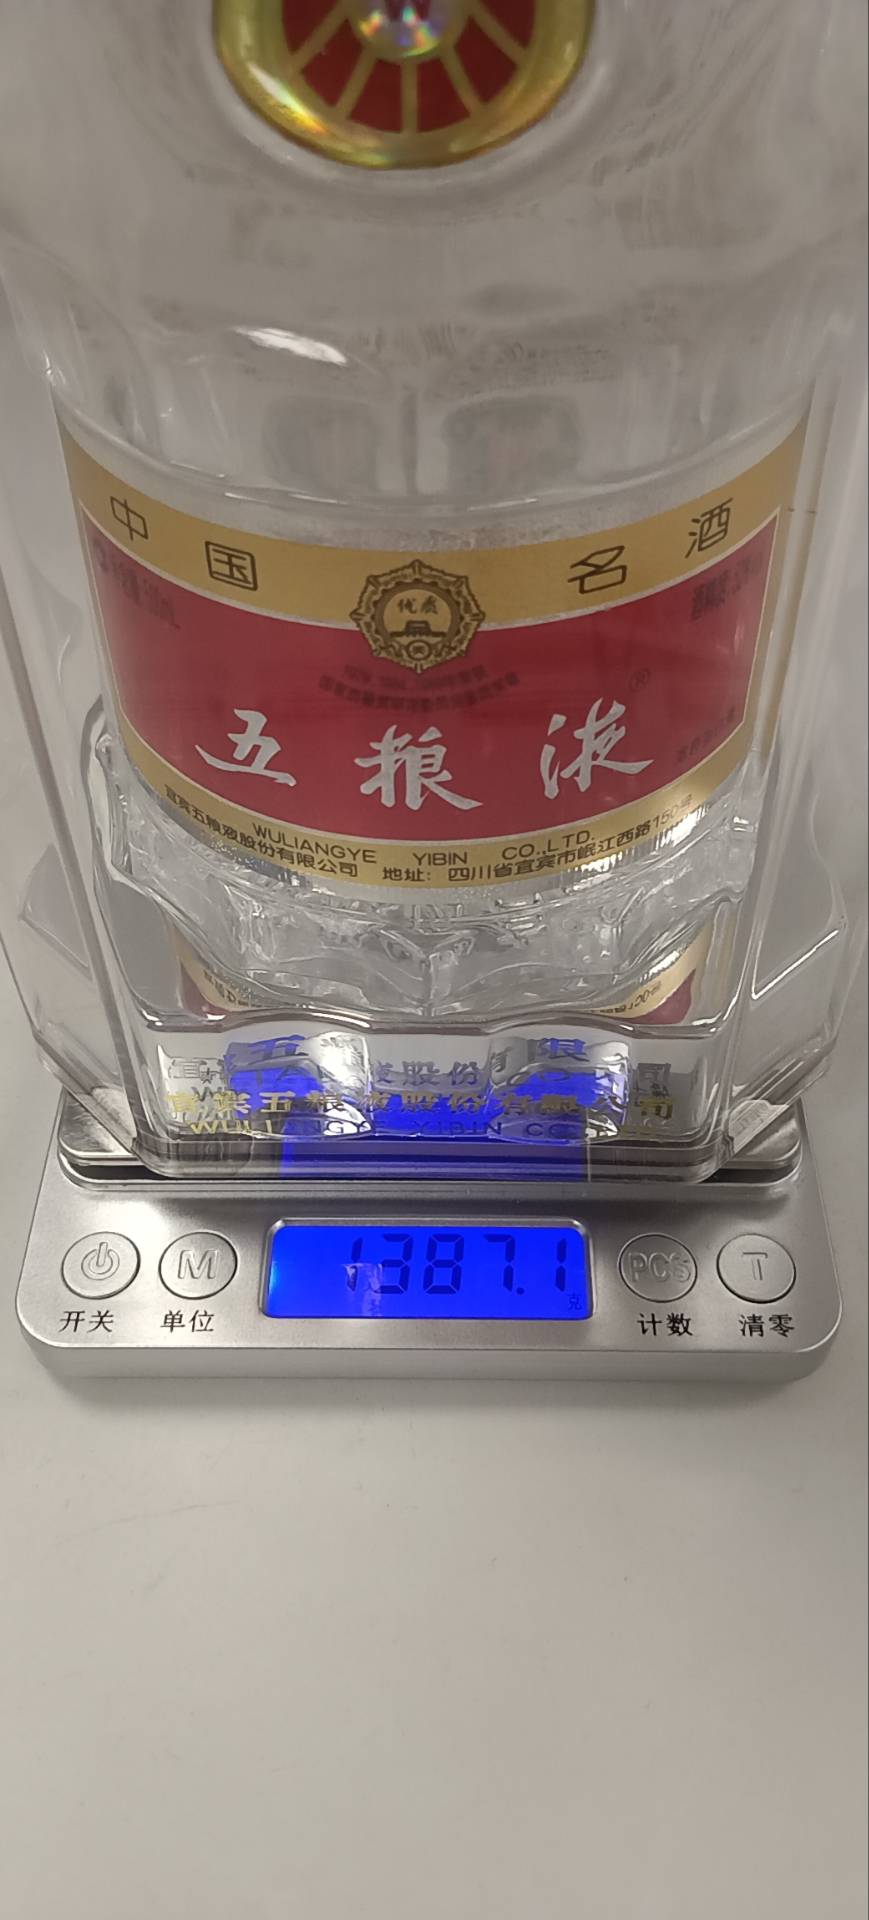 中国名酒
优质
五粮液®
WULIANGYE YIBIN CO.,LTD.
宜宾五粮液股份有限公司 地址：四川省宜宾市岷江西路150号
宜宾五粮液股份有限公司
WULIANGYE YIBIN CO
1387.1
克
M
PCS
T
开关
单位
计数
清零